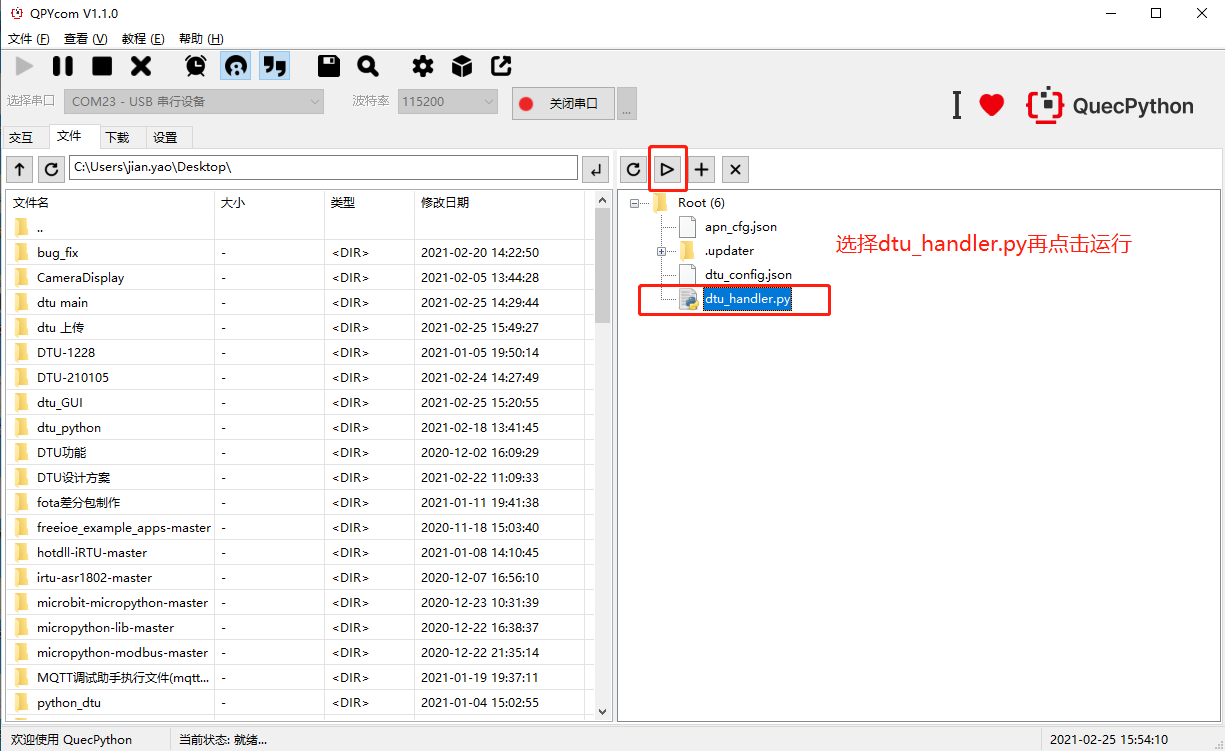 QPYcom V1.1.0
文件 (F) 查看 (V) 教程 (E) 帮助 (H)
选择串口 COM23 - USB 串行设备 波特率 115200 关闭串口 ...
I QuecPython
交互 文件 下载 设置
C:\Users\jian.yao\Desktop\
文件名 大小 类型 修改日期
..
bug_fix - <DIR> 2021-02-20 14:22:50
CameraDisplay - <DIR> 2021-02-05 13:44:28
dtu main - <DIR> 2021-02-25 14:29:44
dtu 上传 - <DIR> 2021-02-25 15:49:27
DTU-1228 - <DIR> 2021-01-05 19:50:14
DTU-210105 - <DIR> 2021-02-24 14:27:49
dtu_GUI - <DIR> 2021-02-25 15:20:55
dtu_python - <DIR> 2021-02-18 13:41:45
DTU功能 - <DIR> 2020-12-02 16:09:29
DTU设计方案 - <DIR> 2021-02-22 11:09:33
fota差分包制作 - <DIR> 2021-01-11 19:41:38
freeioe_example_apps-master - <DIR> 2020-11-18 15:03:40
hotdll-iRTU-master - <DIR> 2021-01-08 14:10:45
irtu-asr1802-master - <DIR> 2020-12-07 16:56:10
microbit-micropython-master - <DIR> 2020-12-23 10:31:39
micropython-lib-master - <DIR> 2020-12-22 16:38:37
micropython-modbus-master - <DIR> 2020-12-22 21:35:14
MQTT调试助手执行文件(mqtt... - <DIR> 2021-01-19 19:37:11
python_dtu - <DIR> 2021-01-04 15:02:55
Root (6)
apn_cfg.json
.updater
dtu_config.json
dtu_handler.py
选择dtu_handler.py再点击运行
欢迎使用 QuecPython 当前状态: 就绪... 2021-02-25 15:54:10